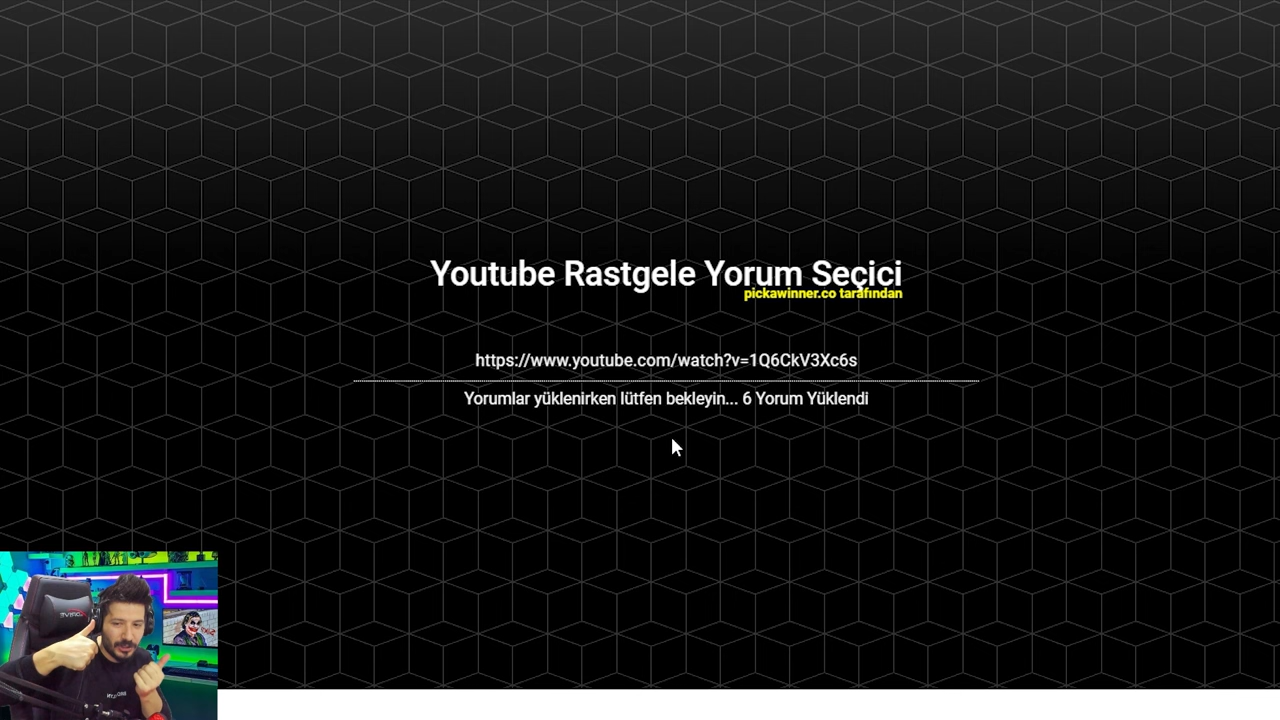 Youtube Rastgele Yorum Seçici
pickawinner.co tarafından
https://www.youtube.com/watch?v=1Q6CkV3Xc6s
Yorumlar yüklenirken lütfen bekleyin... 6 Yorum Yüklendi